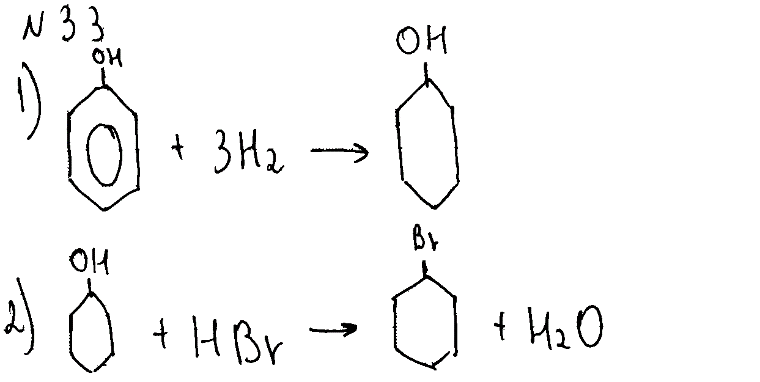 N 33
1) OH + 3H₂ → OH
2) OH + HBr → Br + H₂O